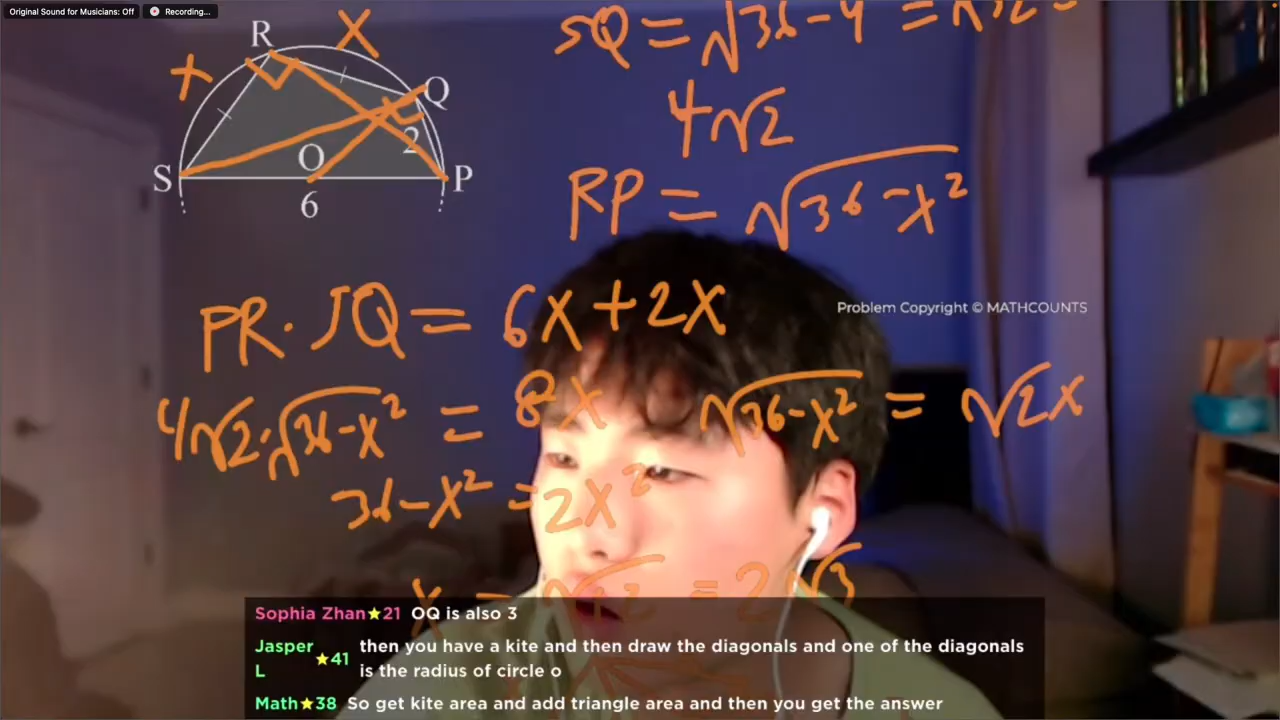 Original Sound for Musicians: Off
Recording...
SQ = √36-4 = √32 =
4√2
R X
X
Q
2
S O P
6
RP = √36-x²
PR·SQ = 6x+2x
Problem Copyright © MATHCOUNTS
4√2·√36-x² = 8x √36-x² = √2x
36-x² = 2x²
x = √12 = 2√3
Sophia Zhan★21 OQ is also 3
Jasper L ★41 then you have a kite and then draw the diagonals and one of the diagonals
is the radius of circle o
Math★38 So get kite area and add triangle area and then you get the answer